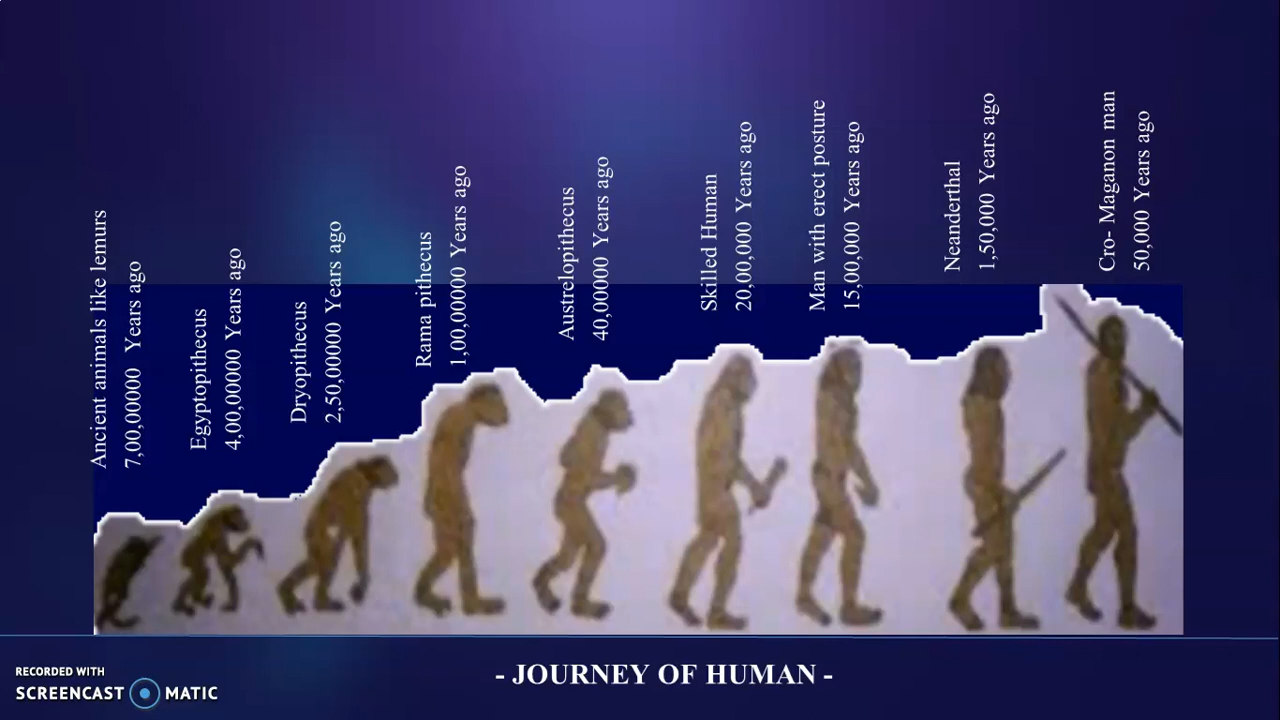 Ancient animals like lemurs
7,00,00000 Years ago
Egyptopithecus
4,00,00000 Years ago
Dryopithecus
2,50,00000 Years ago
Rama pithecus
1,00,00000 Years ago
Austrelopithecus
40,00000 Years ago
Skilled Human
20,00,000 Years ago
Man with erect posture
15,00,000 Years ago
Neanderthal
1,50,000 Years ago
Cro- Maganon man
50,000 Years ago
- JOURNEY OF HUMAN -
RECORDED WITH
SCREENCAST MATIC